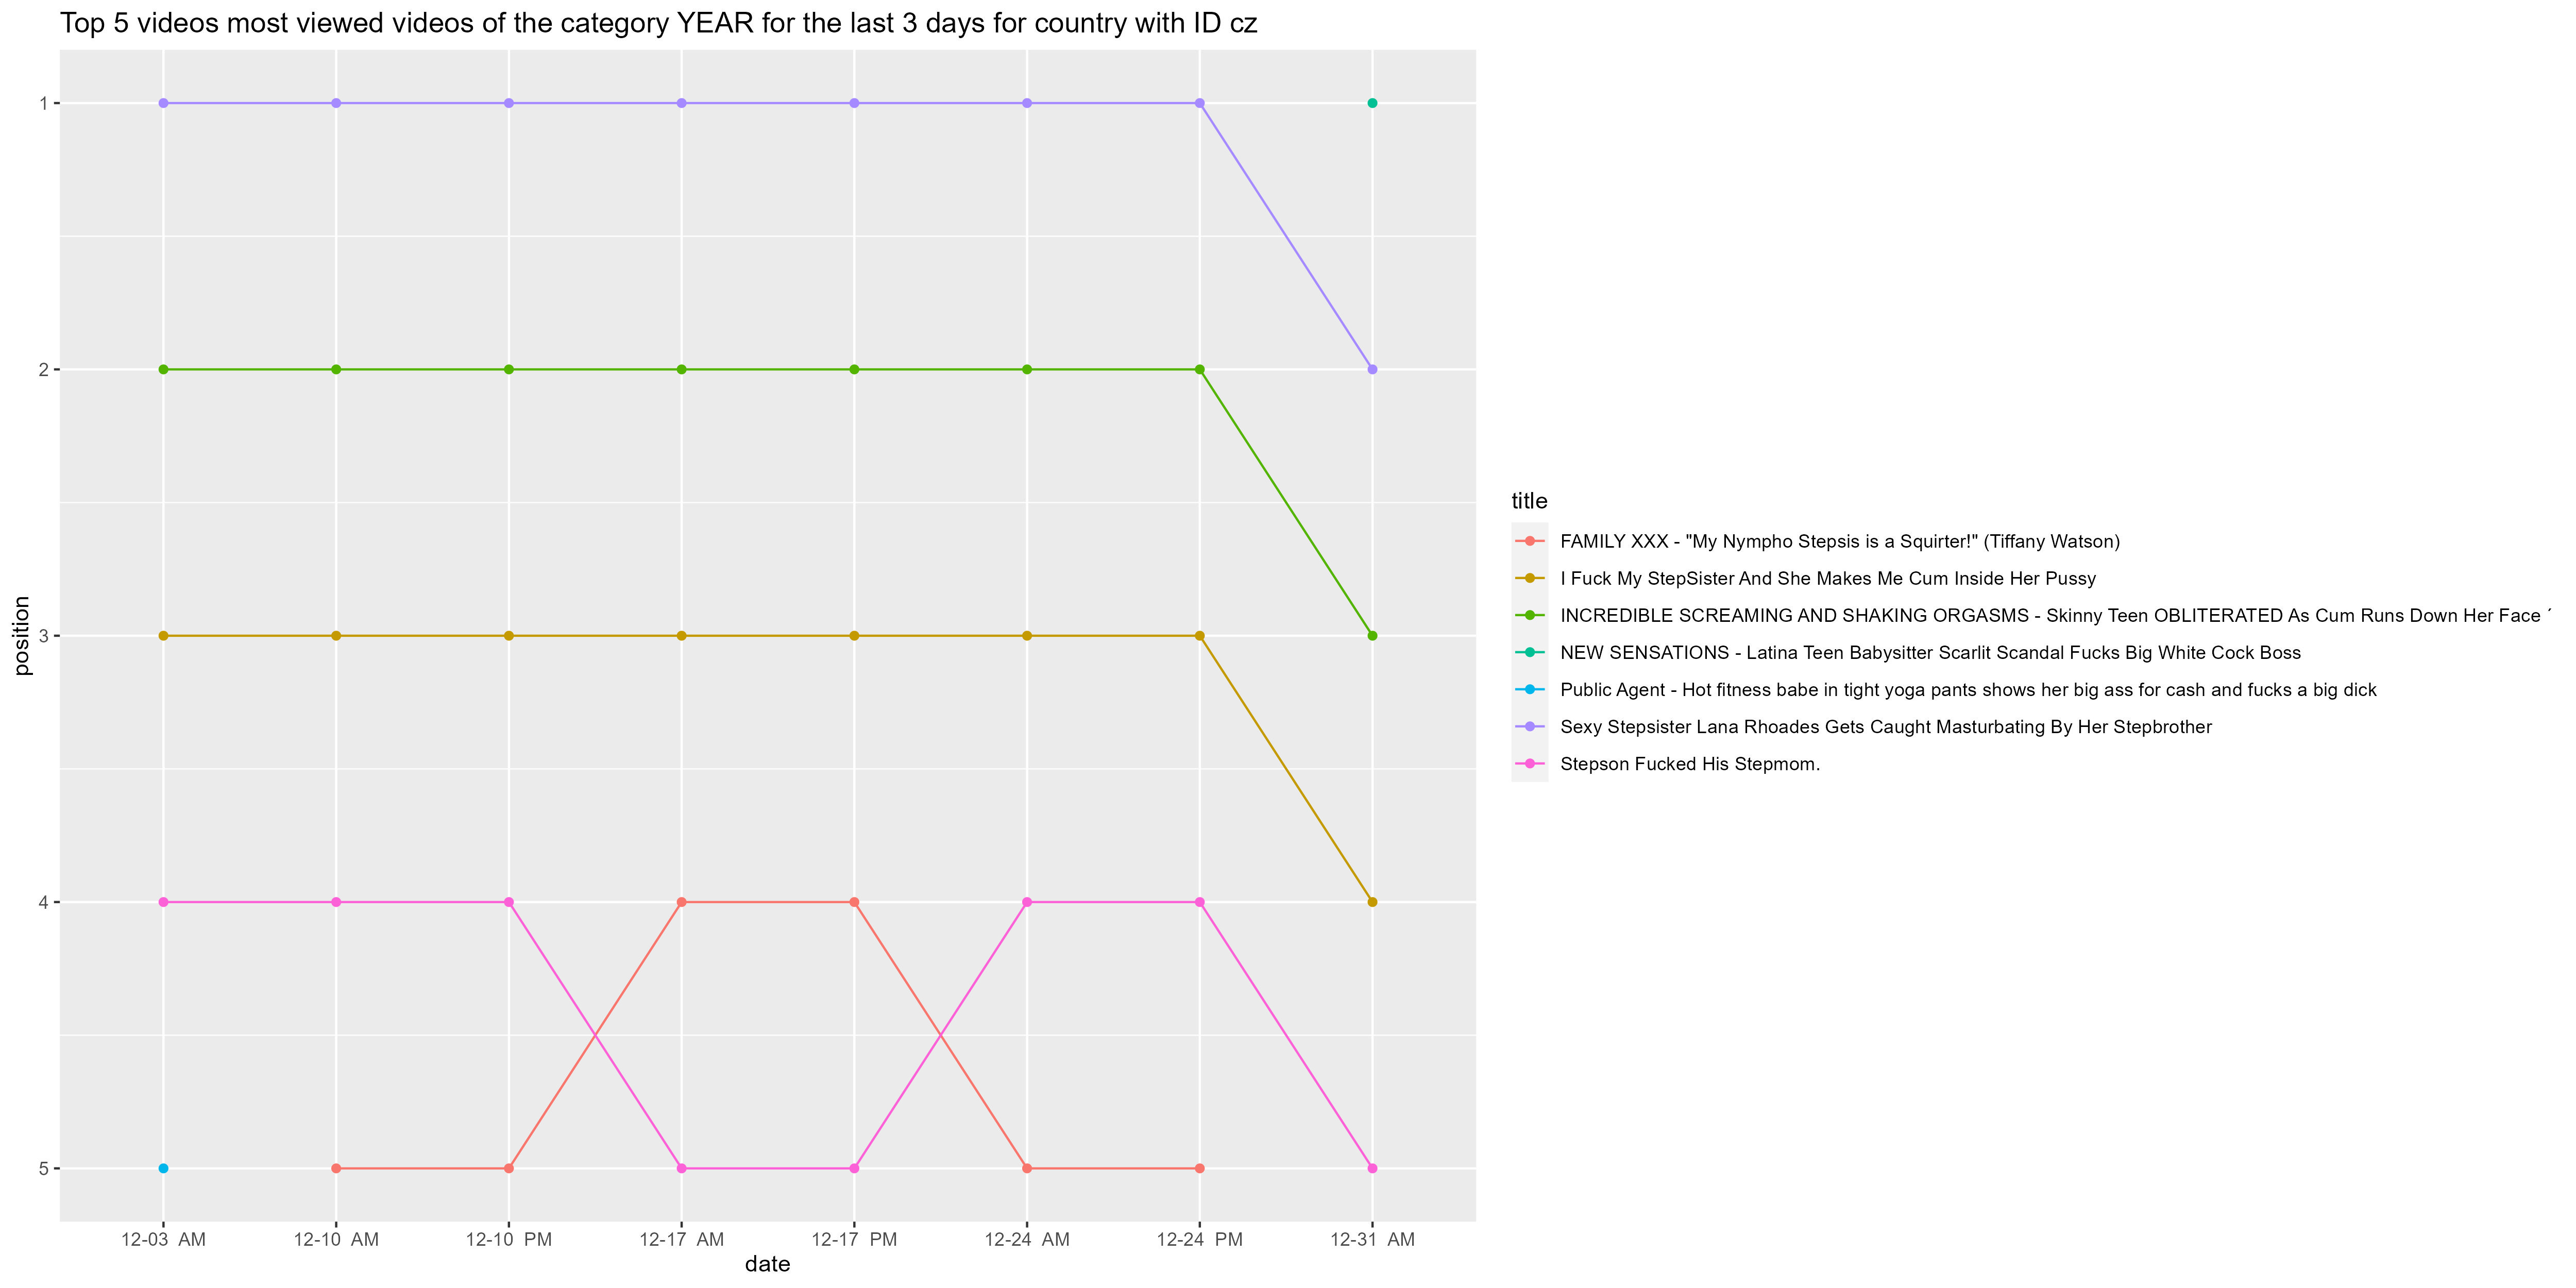 Top 5 videos most viewed videos of the category YEAR for the last 3 days for country with ID cz
1
2
3
4
5
position
12-03 AM
12-10 AM
12-10 PM
12-17 AM
12-17 PM
12-24 AM
12-24 PM
12-31 AM
date
title
FAMILY XXX - "My Nympho Stepsis is a Squirter!" (Tiffany Watson)
I Fuck My StepSister And She Makes Me Cum Inside Her Pussy
INCREDIBLE SCREAMING AND SHAKING ORGASMS - Skinny Teen OBLITERATED As Cum Runs Down Her Face
NEW SENSATIONS - Latina Teen Babysitter Scarlit Scandal Fucks Big White Cock Boss
Public Agent - Hot fitness babe in tight yoga pants shows her big ass for cash and fucks a big dick
Sexy Stepsister Lana Rhoades Gets Caught Masturbating By Her Stepbrother
Stepson Fucked His Stepmom.